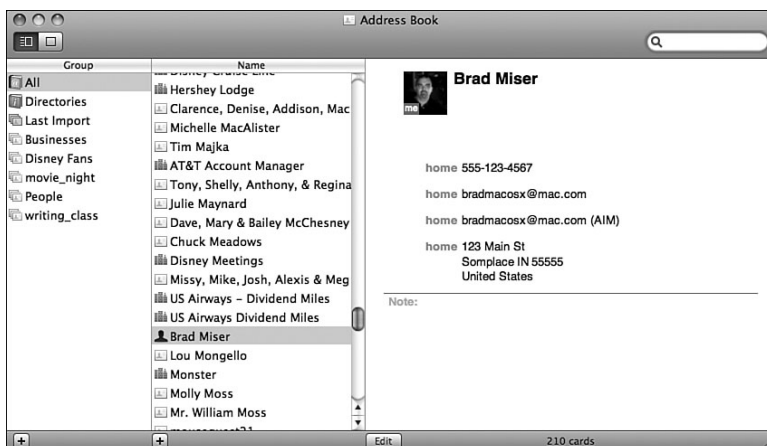 Address Book
Group
All
Directories
Last Import
Businesses
Disney Fans
movie_night
People
writing_class
Name
Disney Cruise Line
Hershey Lodge
Clarence, Denise, Addison, Mac
Michelle MacAlister
Tim Majka
AT&T Account Manager
Tony, Shelly, Anthony, & Regina
Julie Maynard
Dave, Mary & Bailey McChesney
Chuck Meadows
Disney Meetings
Missy, Mike, Josh, Alexis & Meg
US Airways – Dividend Miles
US Airways Dividend Miles
Brad Miser
Lou Mongello
Monster
Molly Moss
Mr. William Moss
me
Brad Miser
home 555-123-4567
home bradmacosx@mac.com
home bradmacosx@mac.com (AIM)
home 123 Main St
Somplace IN 55555
United States
Note:
Edit
210 cards